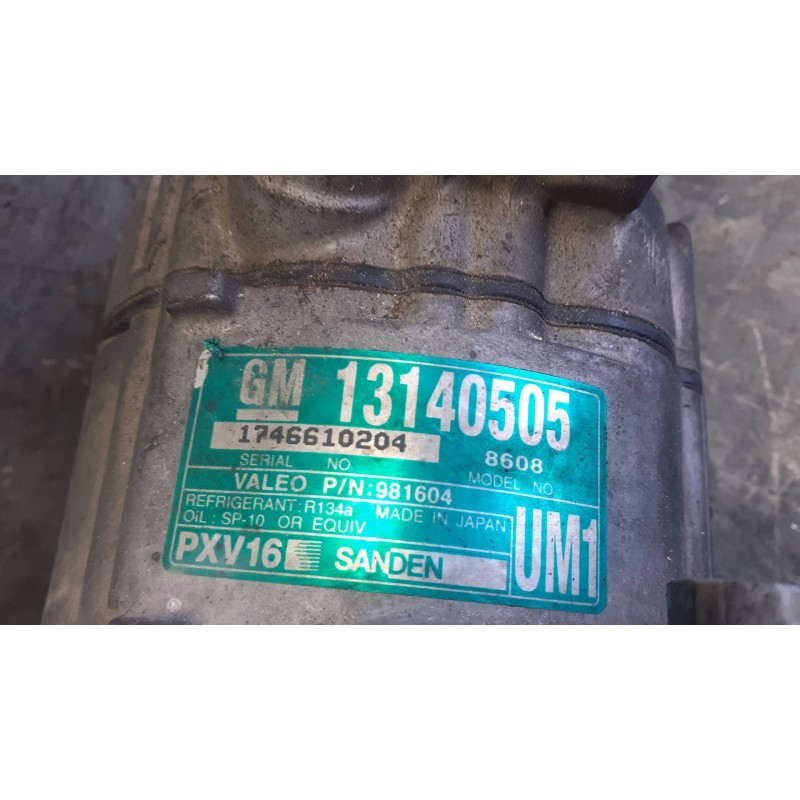 GM 13140505
1746610204 8608
SERIAL NO MODEL NO.
VALEO P/N:981604
REFRIGERANT:R134a MADE IN JAPAN
OiL: SP-10 OR EQUIV.
PXV16 SANDEN UM1